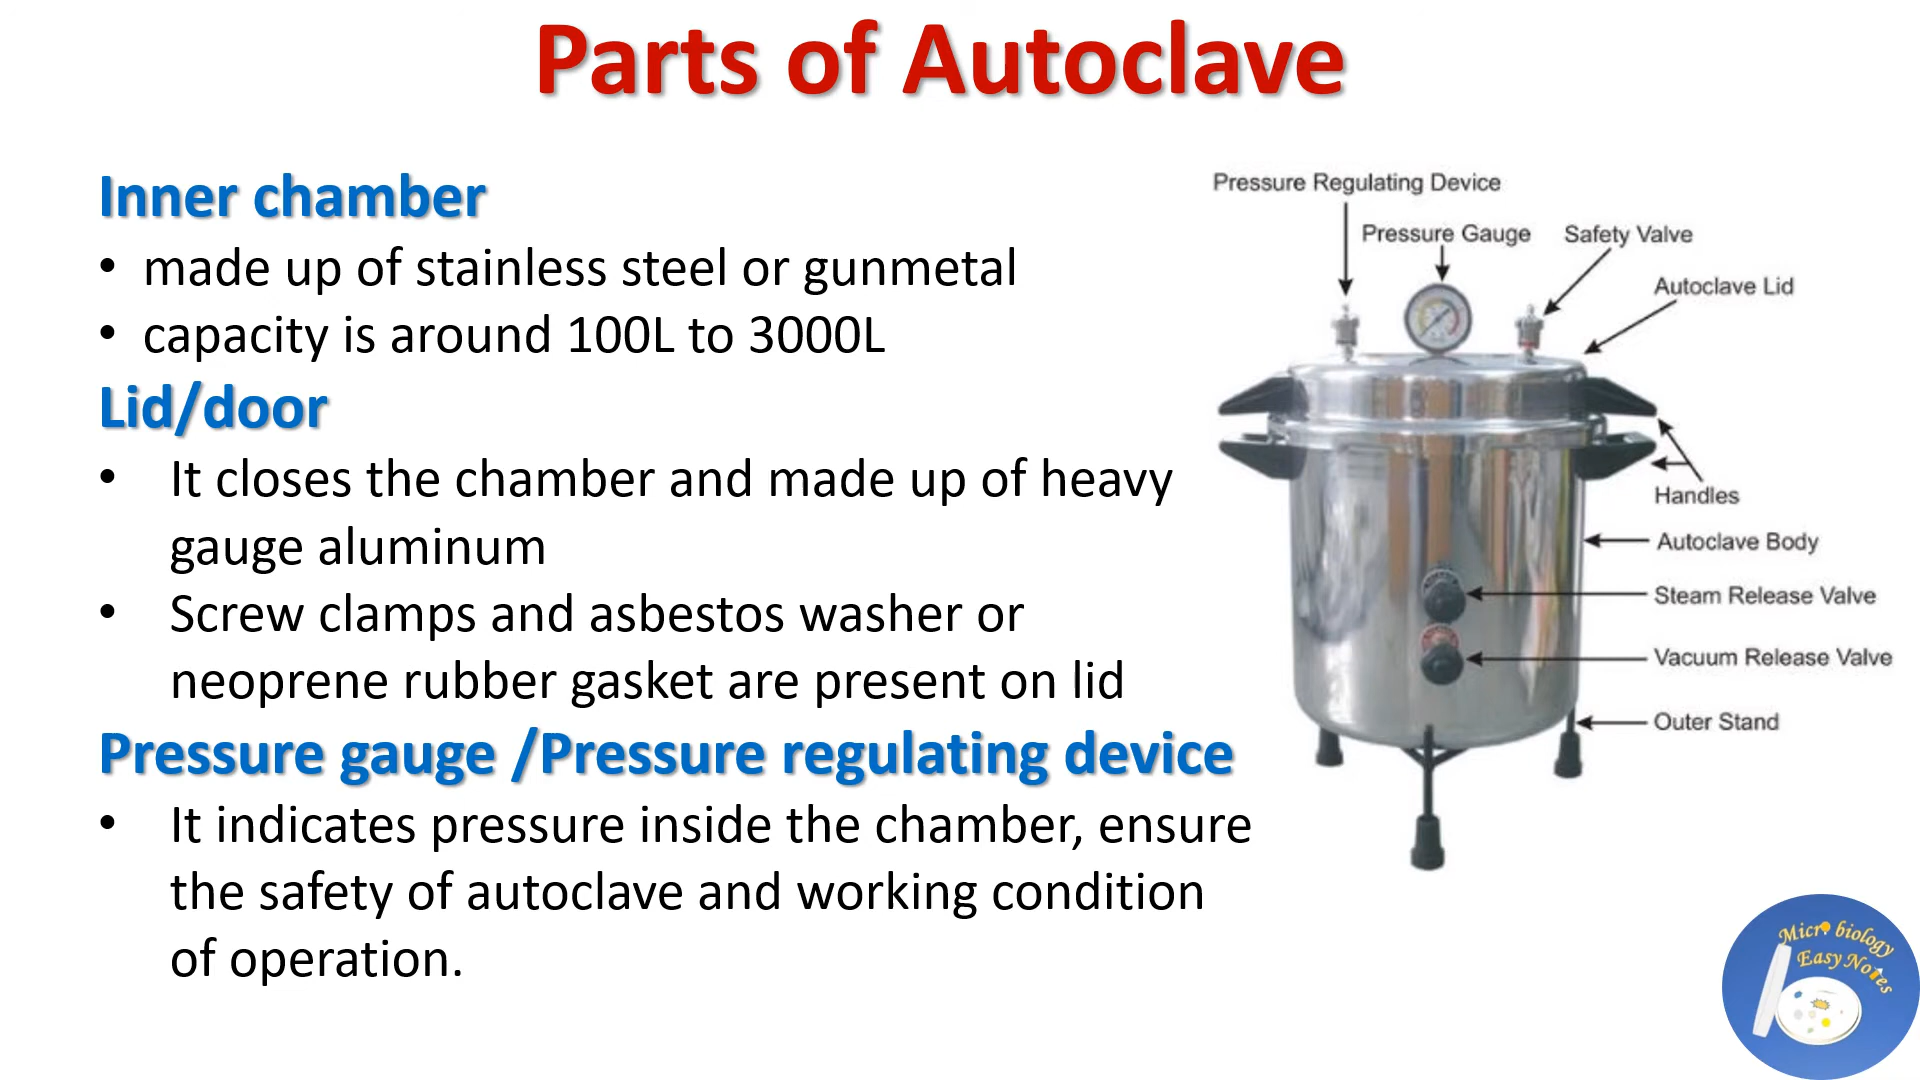 Parts of Autoclave
Inner chamber
• made up of stainless steel or gunmetal
• capacity is around 100L to 3000L
Lid/door
• It closes the chamber and made up of heavy
gauge aluminum
• Screw clamps and asbestos washer or
neoprene rubber gasket are present on lid
Pressure gauge /Pressure regulating device
• It indicates pressure inside the chamber, ensure
the safety of autoclave and working condition
of operation.
Pressure Regulating Device
Pressure Gauge
Safety Valve
Autoclave Lid
Handles
Autoclave Body
Steam Release Valve
Vacuum Release Valve
Outer Stand
Micro biology
Easy Notes